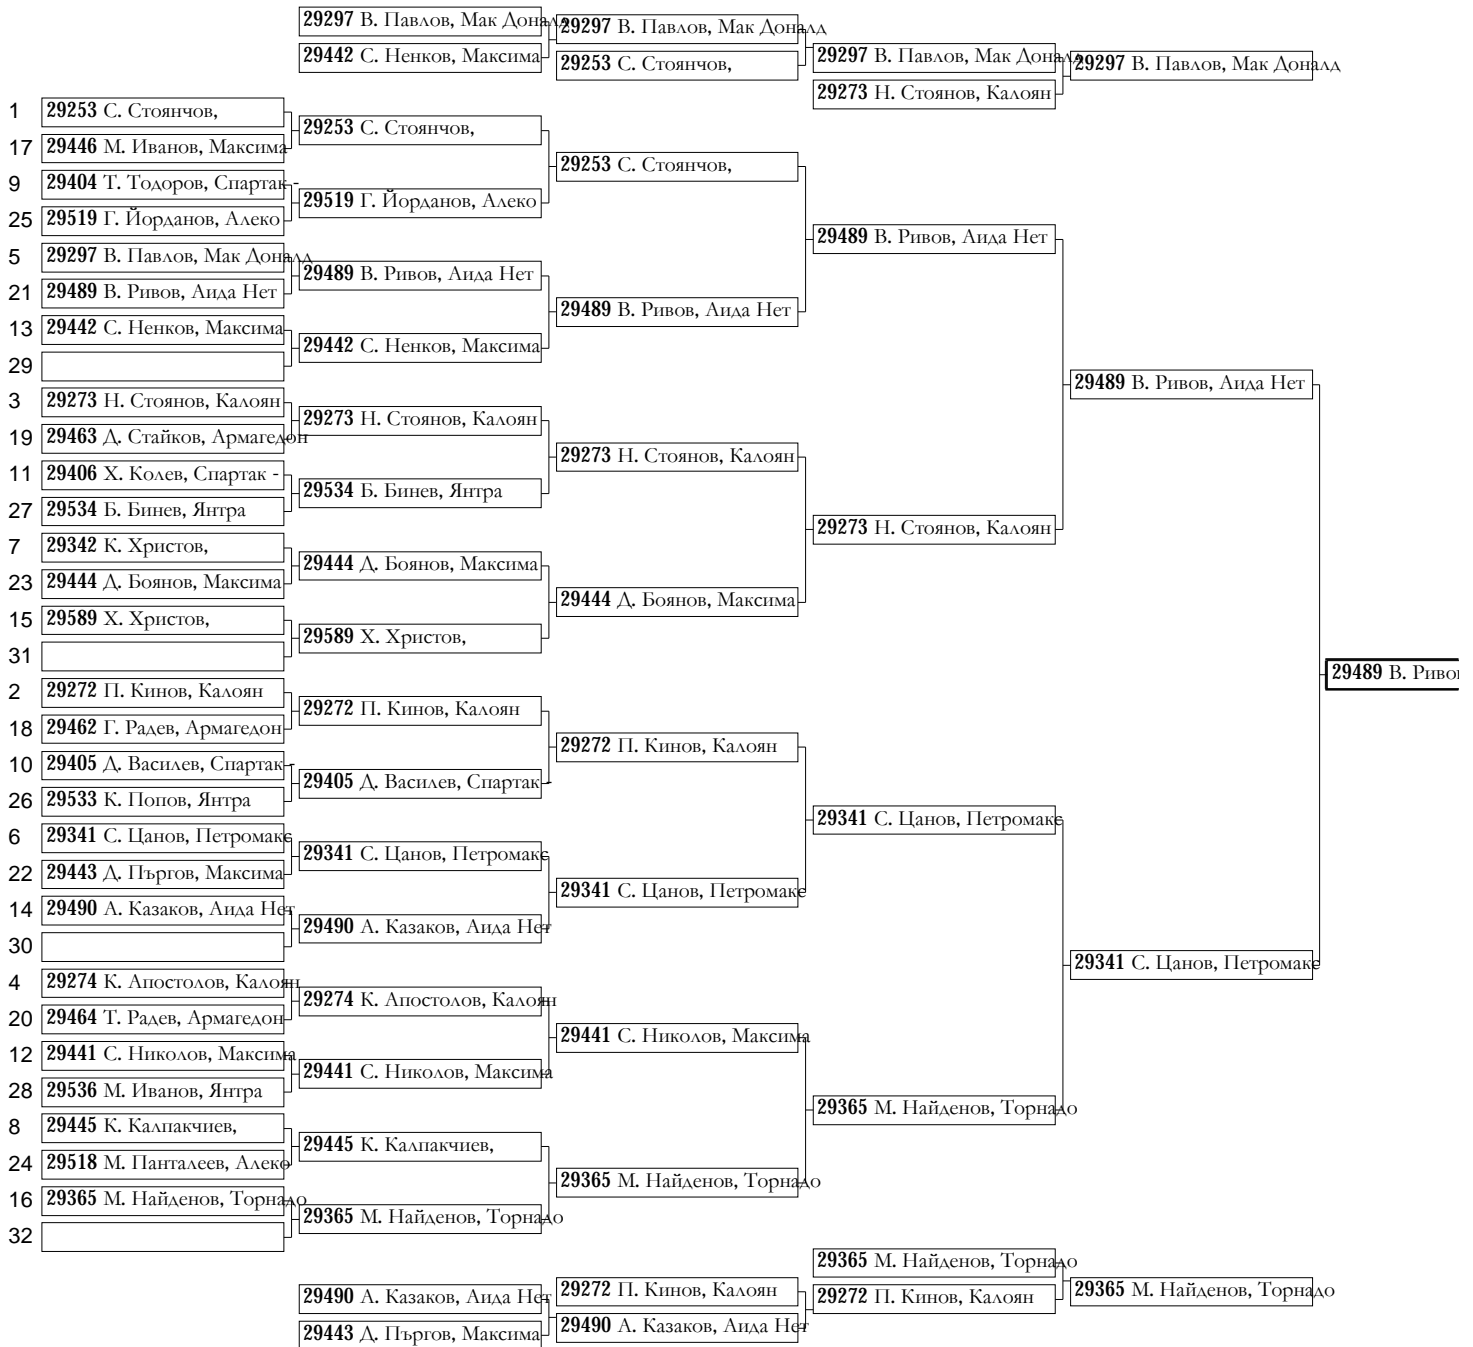 29297 В. Павлов, Мак Доналд
29442 С. Ненков, Максима
29297 В. Павлов, Мак Доналд
29253 С. Стоянчов,
29297 В. Павлов, Мак Доналд
29273 Н. Стоянов, Калоян
29297 В. Павлов, Мак Доналд
1 29253 С. Стоянчов,
17 29446 М. Иванов, Максима
9 29404 Т. Тодоров, Спартак -
25 29519 Г. Йорданов, Алеко
5 29297 В. Павлов, Мак Доналд
21 29489 В. Ривов, Аида Нет
13 29442 С. Ненков, Максима
29
3 29273 Н. Стоянов, Калоян
19 29463 Д. Стайков, Армагедон
11 29406 Х. Колев, Спартак -
27 29534 Б. Бинев, Янтра
7 29342 К. Христов,
23 29444 Д. Боянов, Максима
15 29589 Х. Христов,
31
2 29272 П. Кинов, Калоян
18 29462 Г. Радев, Армагедон
10 29405 Д. Василев, Спартак -
26 29533 К. Попов, Янтра
6 29341 С. Цанов, Петромакс
22 29443 Д. Пъргов, Максима
14 29490 А. Казаков, Аида Нет
30
4 29274 К. Апостолов, Калоян
20 29464 Т. Радев, Армагедон
12 29441 С. Николов, Максима
28 29536 М. Иванов, Янтра
8 29445 К. Калпакчиев,
24 29518 М. Панталеев, Алеко
16 29365 М. Найденов, Торнадо
32
29253 С. Стоянчов,
29519 Г. Йорданов, Алеко
29489 В. Ривов, Аида Нет
29442 С. Ненков, Максима
29273 Н. Стоянов, Калоян
29534 Б. Бинев, Янтра
29444 Д. Боянов, Максима
29589 Х. Христов,
29272 П. Кинов, Калоян
29405 Д. Василев, Спартак -
29341 С. Цанов, Петромакс
29490 А. Казаков, Аида Нет
29274 К. Апостолов, Калоян
29441 С. Николов, Максима
29445 К. Калпакчиев,
29365 М. Найденов, Торнадо
29253 С. Стоянчов,
29489 В. Ривов, Аида Нет
29273 Н. Стоянов, Калоян
29444 Д. Боянов, Максима
29272 П. Кинов, Калоян
29341 С. Цанов, Петромакс
29441 С. Николов, Максима
29365 М. Найденов, Торнадо
29489 В. Ривов, Аида Нет
29273 Н. Стоянов, Калоян
29341 С. Цанов, Петромакс
29365 М. Найденов, Торнадо
29489 В. Ривов, Аида Нет
29341 С. Цанов, Петромакс
29489 В.
29490 А. Казаков, Аида Нет
29443 Д. Пъргов, Максима
29272 П. Кинов, Калоян
29490 А. Казаков, Аида Нет
29365 М. Найденов, Торнадо
29272 П. Кинов, Калоян
29365 М. Найденов, Торнадо